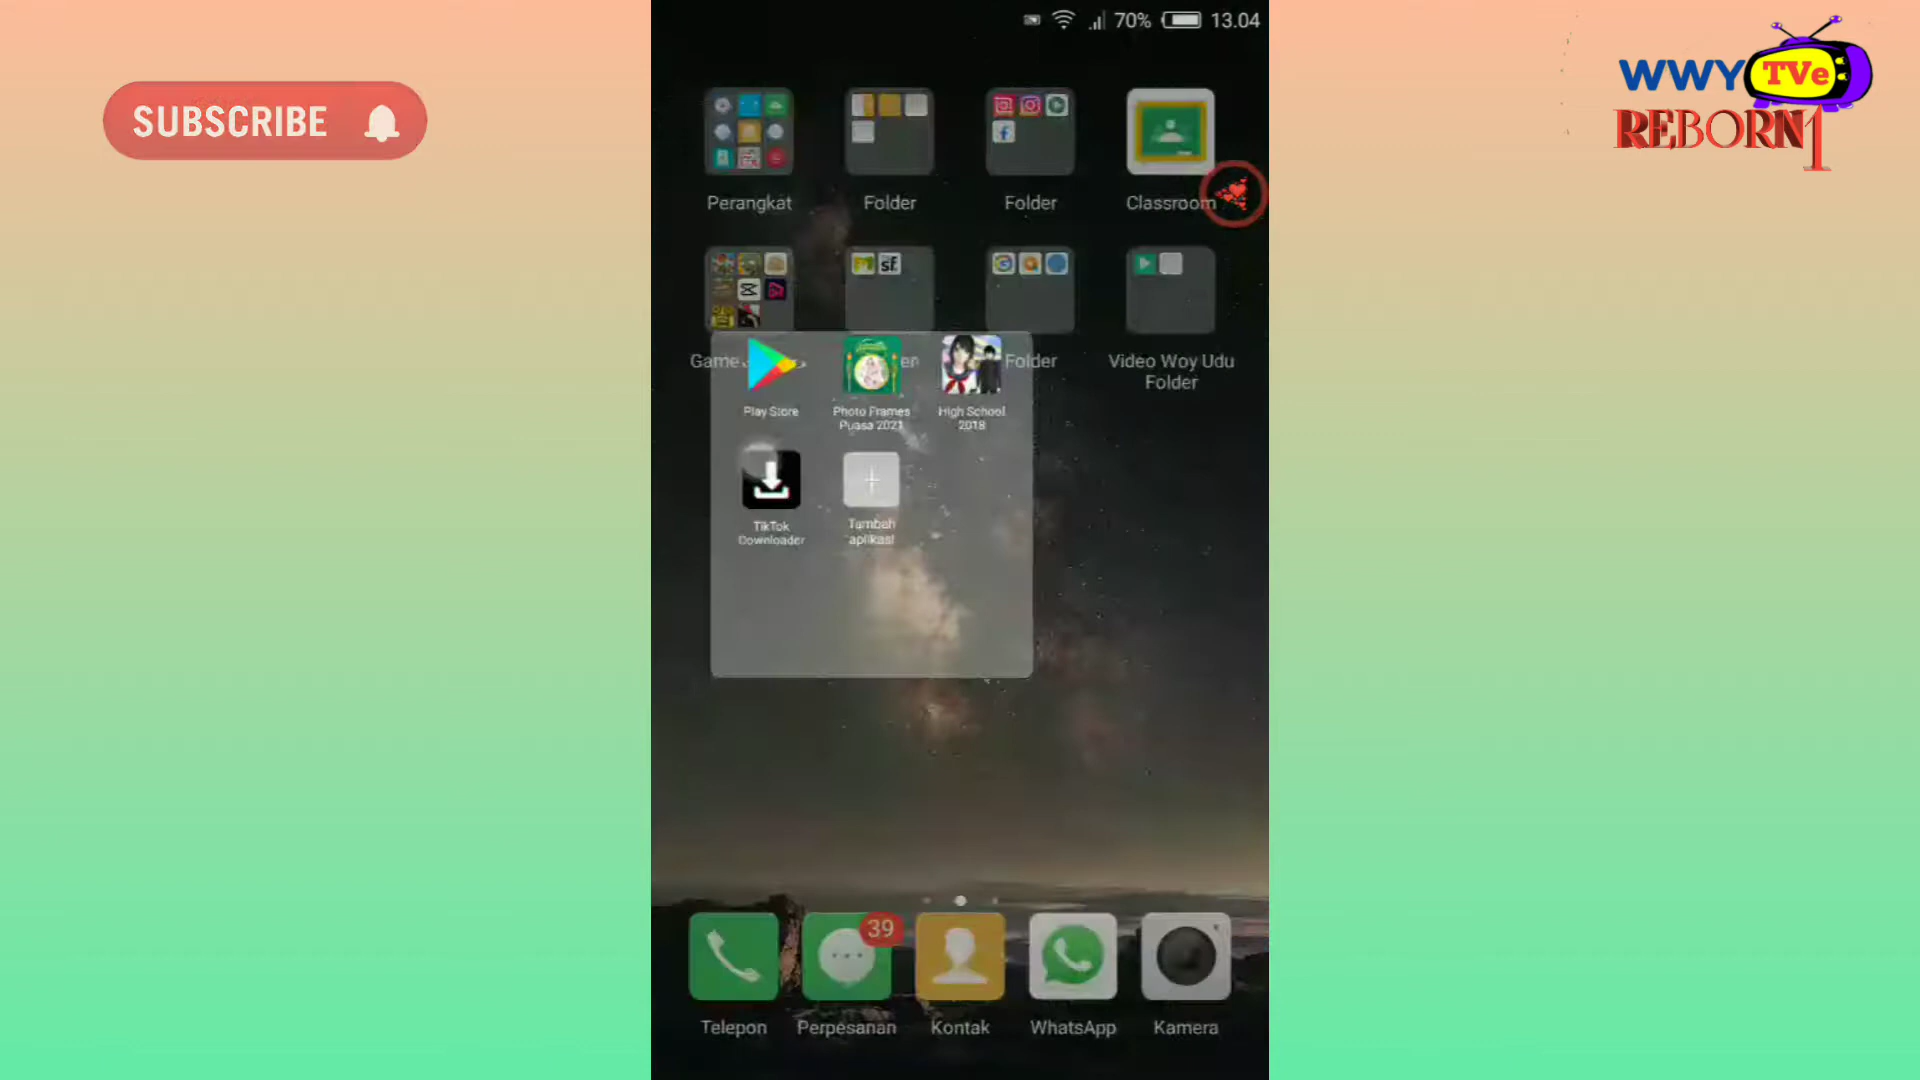 70% 13.04
SUBSCRIBE
WWY TVe
REBORN1
Perangkat
Folder
Folder
Classroom
Game
Folder
Video Woy Udu
Folder
Play Store
Photo Frames
Puasa 2021
High School
2018
TikTok
Downloader
Tambah
aplikasi
39
Telepon
Perpesanan
Kontak
WhatsApp
Kamera